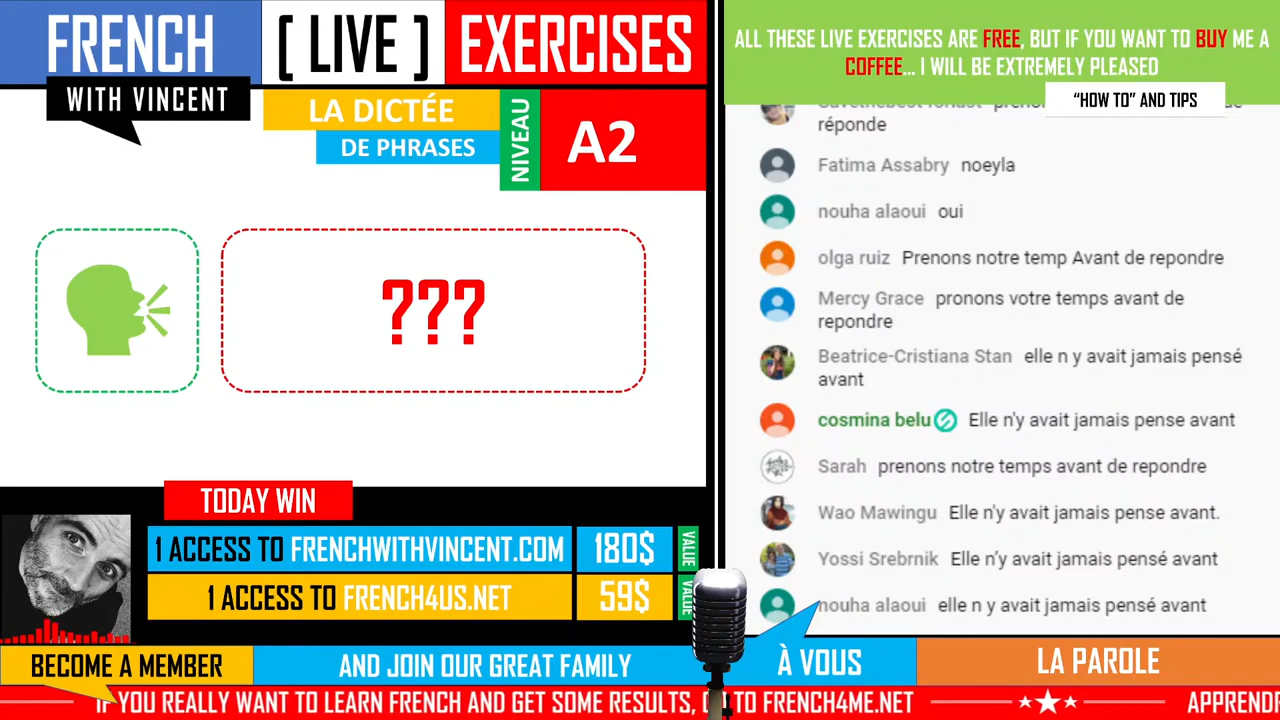 FRENCH
WITH VINCENT
[ LIVE ]
EXERCISES
LA DICTÉE
DE PHRASES
NIVEAU
A2
???
TODAY WIN
1 ACCESS TO FRENCHWITHVINCENT.COM
180$
VALUE
1 ACCESS TO FRENCH4US.NET
59$
VALUE
BECOME A MEMBER
AND JOIN OUR GREAT FAMILY
ALL THESE LIVE EXERCISES ARE FREE, BUT IF YOU WANT TO BUY ME A
COFFEE... I WILL BE EXTREMELY PLEASED
"HOW TO" AND TIPS
réponde
Fatima Assabry noeyla
nouha alaoui oui
olga ruiz Prenons notre temp Avant de repondre
Mercy Grace pronons votre temps avant de
repondre
Beatrice-Cristiana Stan elle n y avait jamais pensé
avant
cosmina belu Elle n'y avait jamais pense avant
Sarah prenons notre temps avant de repondre
Wao Mawingu Elle n'y avait jamais pense avant.
Yossi Srebrnik Elle n'y avait jamais pensé avant
nouha alaoui elle n y avait jamais pensé avant
À VOUS
LA PAROLE
IF YOU REALLY WANT TO LEARN FRENCH AND GET SOME RESULTS, TO FRENCH4ME.NET